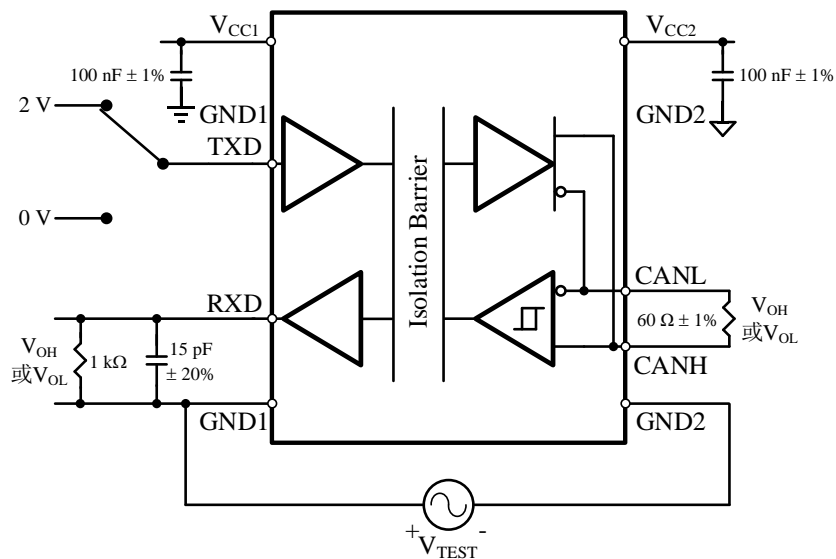 VCC1
VCC2
100 nF ± 1%
100 nF ± 1%
2 V
GND1
GND2
TXD
0 V
Isolation Barrier
RXD
CANL
VOH
或VOL
1 kΩ
15 pF
± 20%
60 Ω ± 1%
VOH
或VOL
CANH
GND1
GND2
+
-
VTEST